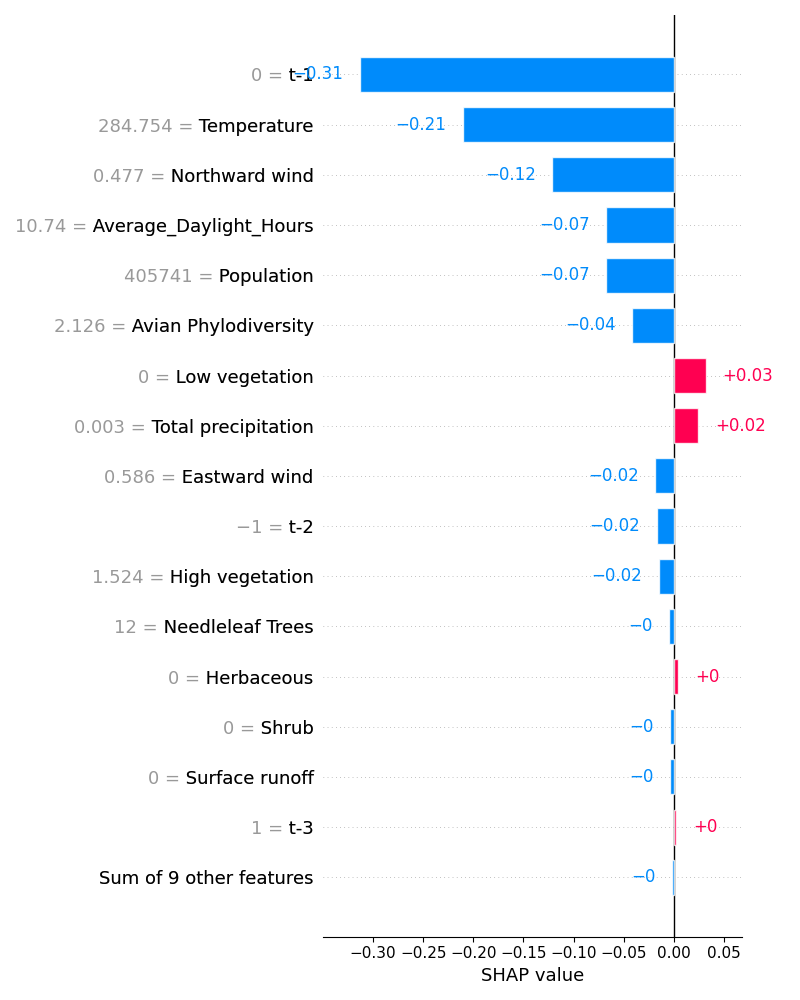 0 = t-1 −0.31
284.754 = Temperature −0.21
0.477 = Northward wind −0.12
10.74 = Average_Daylight_Hours −0.07
405741 = Population −0.07
2.126 = Avian Phylodiversity −0.04
0 = Low vegetation +0.03
0.003 = Total precipitation +0.02
0.586 = Eastward wind −0.02
−1 = t-2 −0.02
1.524 = High vegetation −0.02
12 = Needleleaf Trees −0
0 = Herbaceous +0
0 = Shrub −0
0 = Surface runoff −0
1 = t-3 +0
Sum of 9 other features −0
−0.30 −0.25 −0.20 −0.15 −0.10 −0.05 0.00 0.05
SHAP value